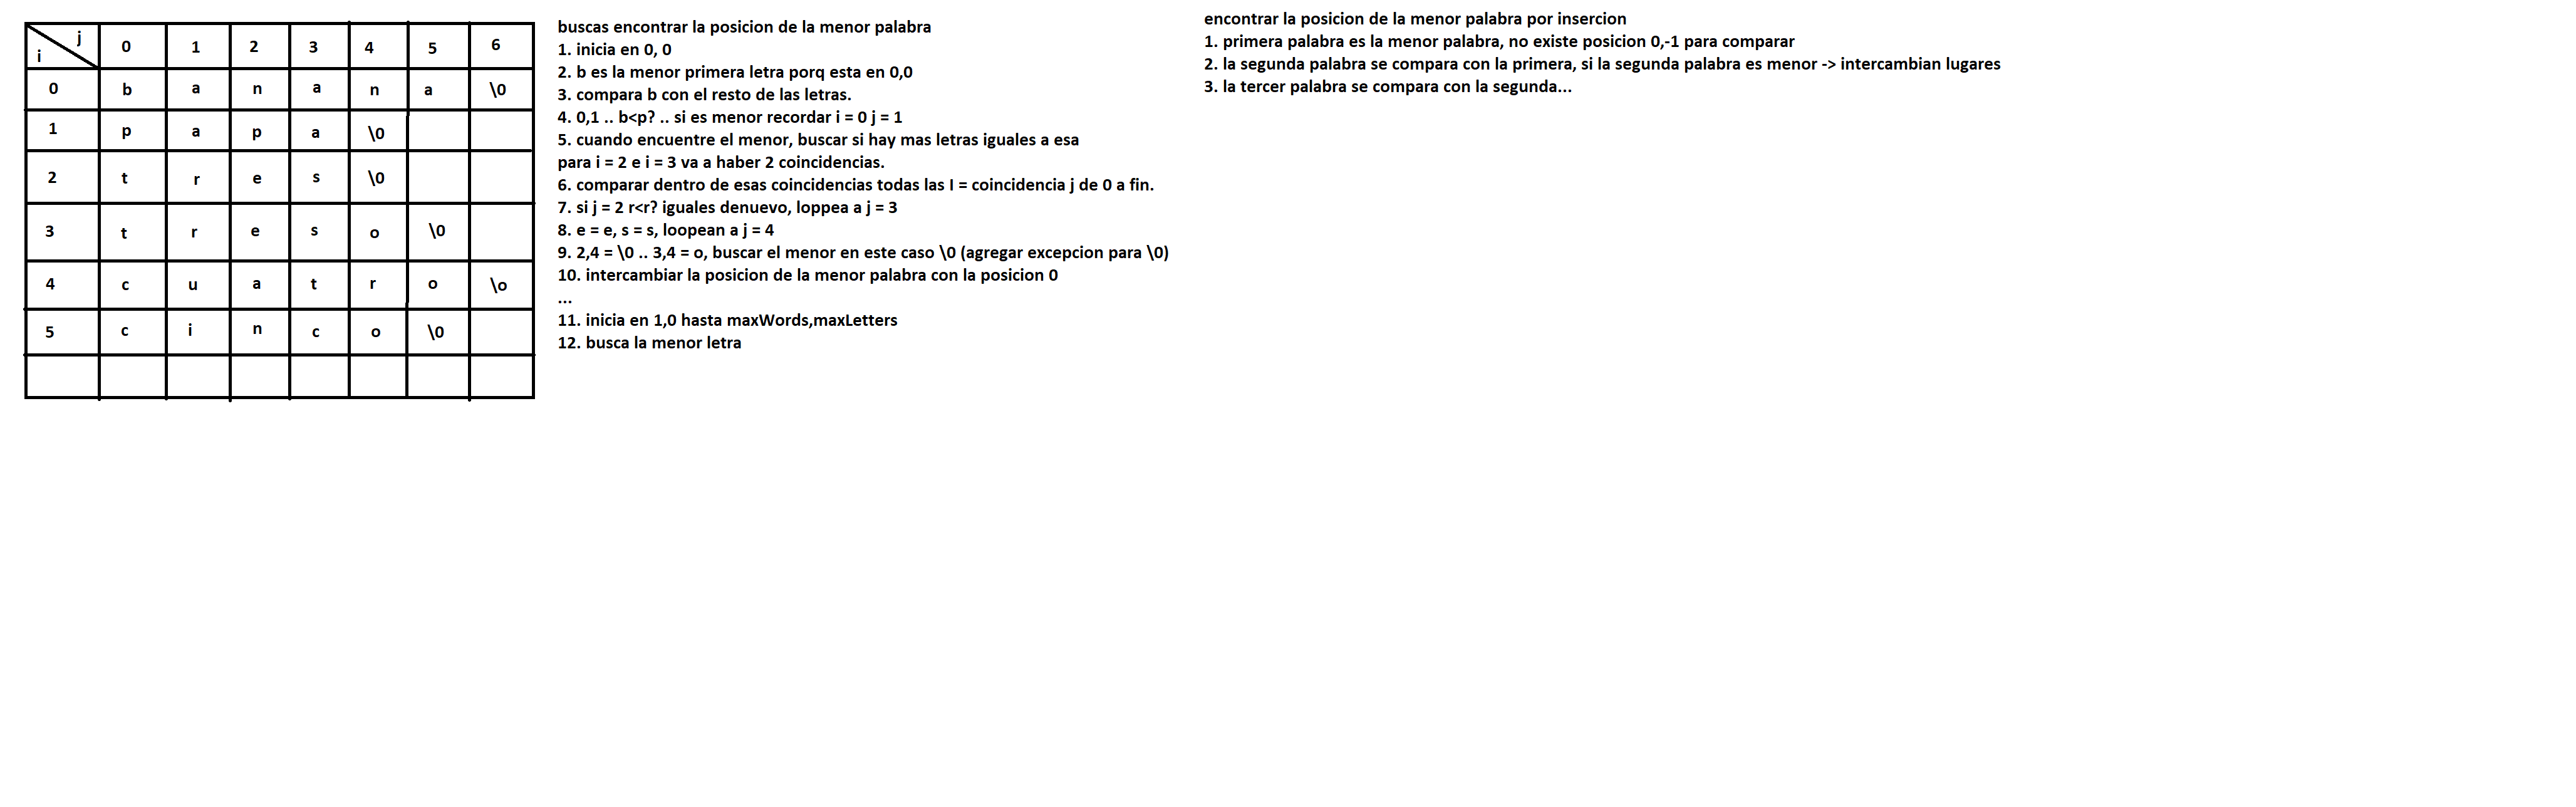 j
i
0 1 2 3 4 5 6
0 b a n a n a \0
1 p a p a \0
2 t r e s \0
3 t r e s o \0
4 c u a t r o \o
5 c i n c o \0
buscas encontrar la posicion de la menor palabra
1. inicia en 0, 0
2. b es la menor primera letra porq esta en 0,0
3. compara b con el resto de las letras.
4. 0,1 .. b<p? .. si es menor recordar i = 0 j = 1
5. cuando encuentre el menor, buscar si hay mas letras iguales a esa
para i = 2 e i = 3 va a haber 2 coincidencias.
6. comparar dentro de esas coincidencias todas las I = coincidencia j de 0 a fin.
7. si j = 2 r<r? iguales denuevo, loppea a j = 3
8. e = e, s = s, loopean a j = 4
9. 2,4 = \0 .. 3,4 = o, buscar el menor en este caso \0 (agregar excepcion para \0)
10. intercambiar la posicion de la menor palabra con la posicion 0
...
11. inicia en 1,0 hasta maxWords,maxLetters
12. busca la menor letra
encontrar la posicion de la menor palabra por insercion
1. primera palabra es la menor palabra, no existe posicion 0,-1 para comparar
2. la segunda palabra se compara con la primera, si la segunda palabra es menor -> intercambian lugares
3. la tercer palabra se compara con la segunda...